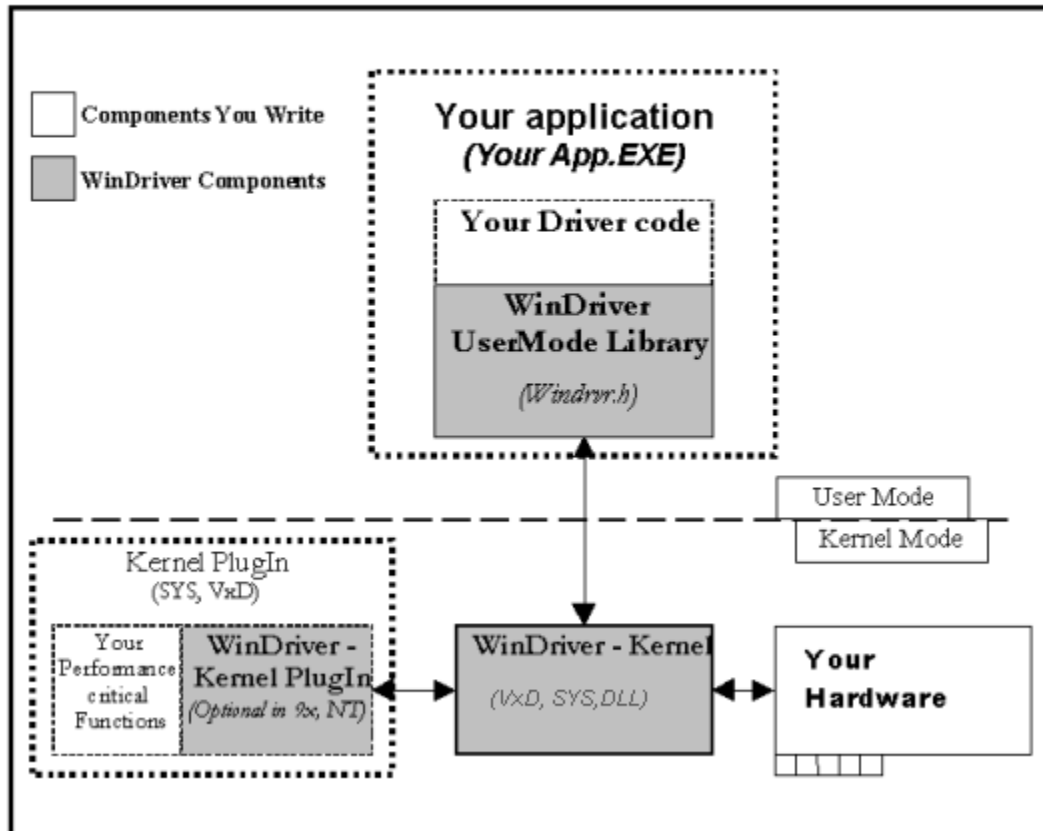 Components You Write
WinDriver Components
Your application
(Your App.EXE)
Your Driver code
WinDriver
UserMode Library
(Windrvr.h)
User Mode
Kernel Mode
Kernel PlugIn
(SYS, VxD)
Your
Performance
critical
Functions
WinDriver -
Kernel PlugIn
(Optional in 9x, NT)
WinDriver - Kernel
(VxD, SYS,DLL)
Your
Hardware